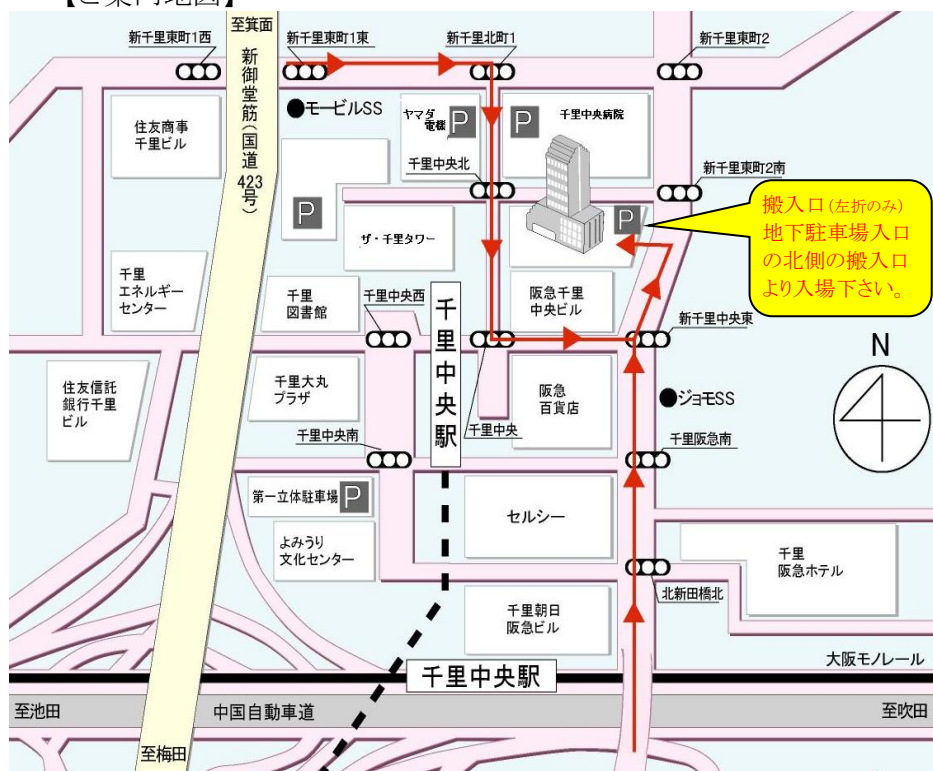 【ご案内地図】
至箕面
新千里東町1西
新千里東町1東
新千里北町1
新千里東町2
新御堂筋(国道423号)
●モービルSS
住友商事
千里ビル
ヤマダ
電機
P
P
千里中央病院
千里中央北
新千里東町2南
P
P
搬入口(左折のみ)
地下駐車場入口
の北側の搬入口
より入場下さい。
ザ・千里タワー
千里
エネルギー
センター
千里
図書館
千里中央西
千里中央駅
阪急千里
中央ビル
新千里中央東
N
住友信託
銀行千里
ビル
千里大丸
プラザ
阪急
百貨店
●ジョモSS
千里中央南
千里中央
千里阪急南
第一立体駐車場
P
セルシー
よみうり
文化センター
千里
阪急ホテル
北新田橋北
千里朝日
阪急ビル
大阪モノレール
千里中央駅
至池田
中国自動車道
至吹田
至梅田